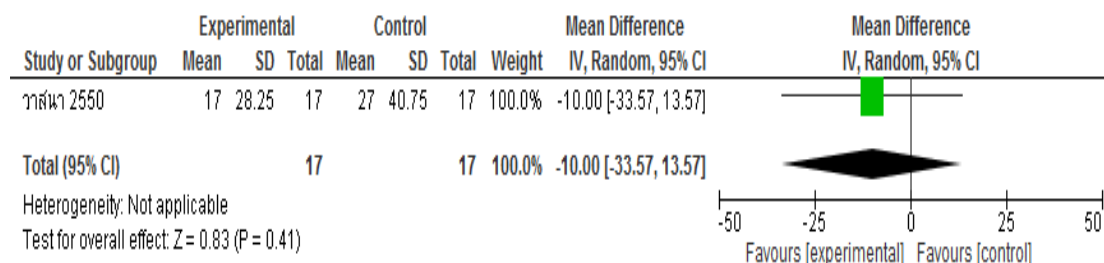 Experimental Control Mean Difference Mean Difference
Study or Subgroup Mean SD Total Mean SD Total Weight IV, Random, 95% CI IV, Random, 95% CI
วาสนา 2550 17 28.25 17 27 40.75 17 100.0% -10.00 [-33.57, 13.57]
Total (95% CI) 17 17 100.0% -10.00 [-33.57, 13.57]
Heterogeneity: Not applicable
Test for overall effect: Z = 0.83 (P = 0.41)
-50 -25 0 25 50
Favours [experimental] Favours [control]